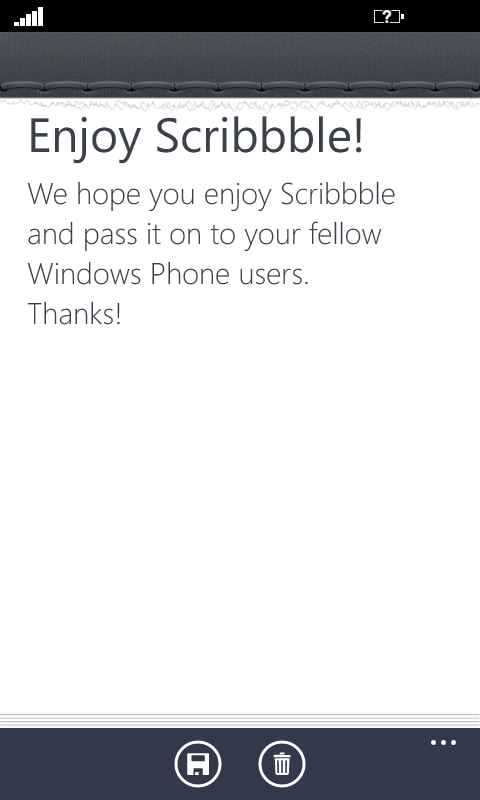 Enjoy Scribbble!
We hope you enjoy Scribbble
and pass it on to your fellow
Windows Phone users.
Thanks!